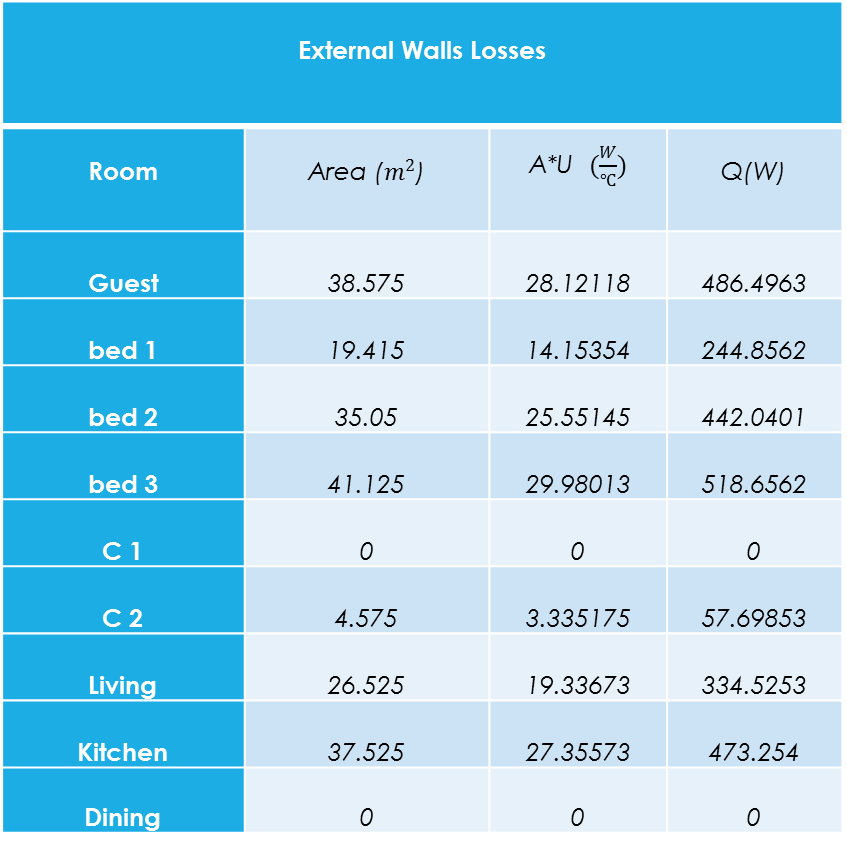 External Walls Losses
Room Area (m²) A*U (W/°C) Q(W)
Guest 38.575 28.12118 486.4963
bed 1 19.415 14.15354 244.8562
bed 2 35.05 25.55145 442.0401
bed 3 41.125 29.98013 518.6562
C 1 0 0 0
C 2 4.575 3.335175 57.69853
Living 26.525 19.33673 334.5253
Kitchen 37.525 27.35573 473.254
Dining 0 0 0